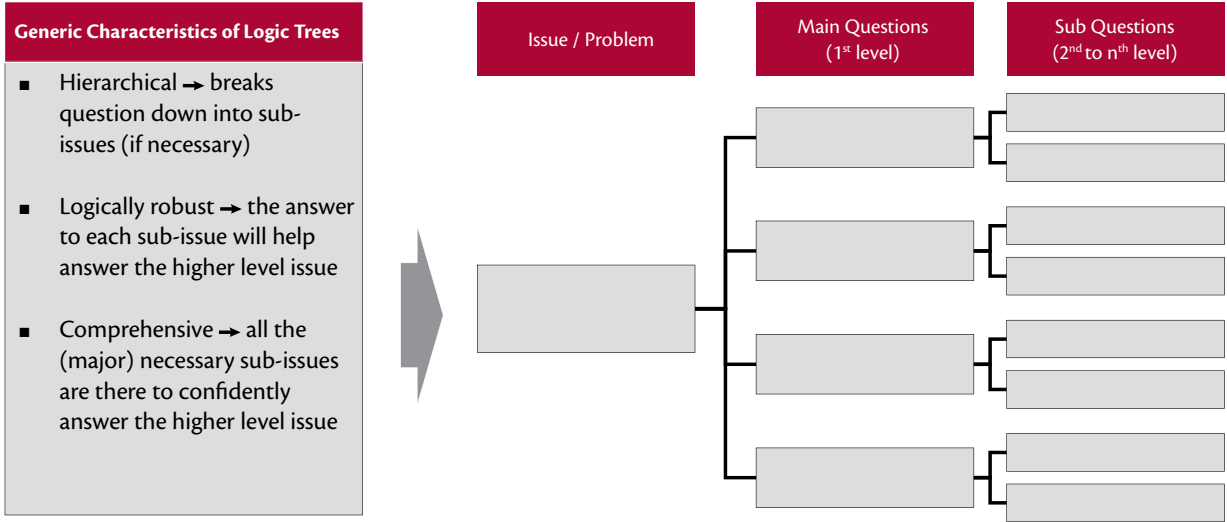 Generic Characteristics of Logic Trees
■ Hierarchical → breaks
question down into sub-
issues (if necessary)
■ Logically robust → the answer
to each sub-issue will help
answer the higher level issue
■ Comprehensive → all the
(major) necessary sub-issues
are there to confidently
answer the higher level issue
Issue / Problem
Main Questions
(1st level)
Sub Questions
(2nd to nth level)